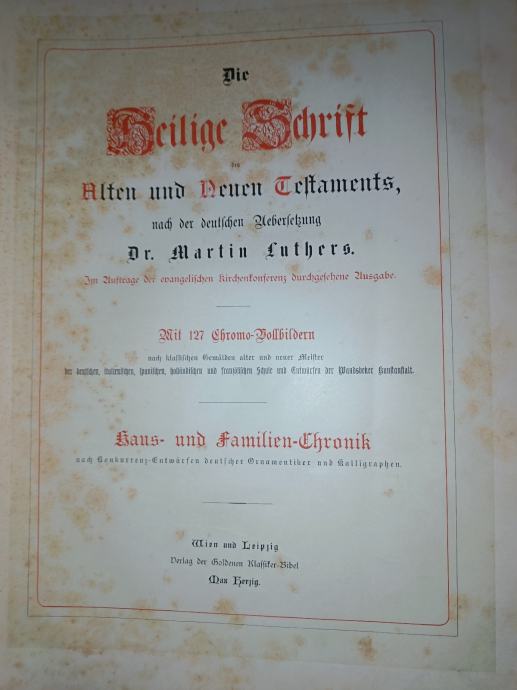 Die
Heilige Schrift
des
Alten und Neuen Testaments,
nach der deutschen Uebersetzung
Dr. Martin Luthers.
Im Auftrage der evangelischen Kirchenkonferenz durchgesehene Ausgabe.
Mit 127 Chromo-Vollbildern
nach klassischen Gemälden alter und neuer Meister
der deutschen, italienischen, spanischen, holländischen und französischen Schule und Entwürfen der Wandsbeker Kunstanstalt.
Haus- und Familien-Chronik
nach Konkurrenz-Entwürfen deutscher Ornamentiker und Kalligraphen.
Wien und Leipzig
Verlag der Goldenen Klassiker-Bibel
Max Herzig.